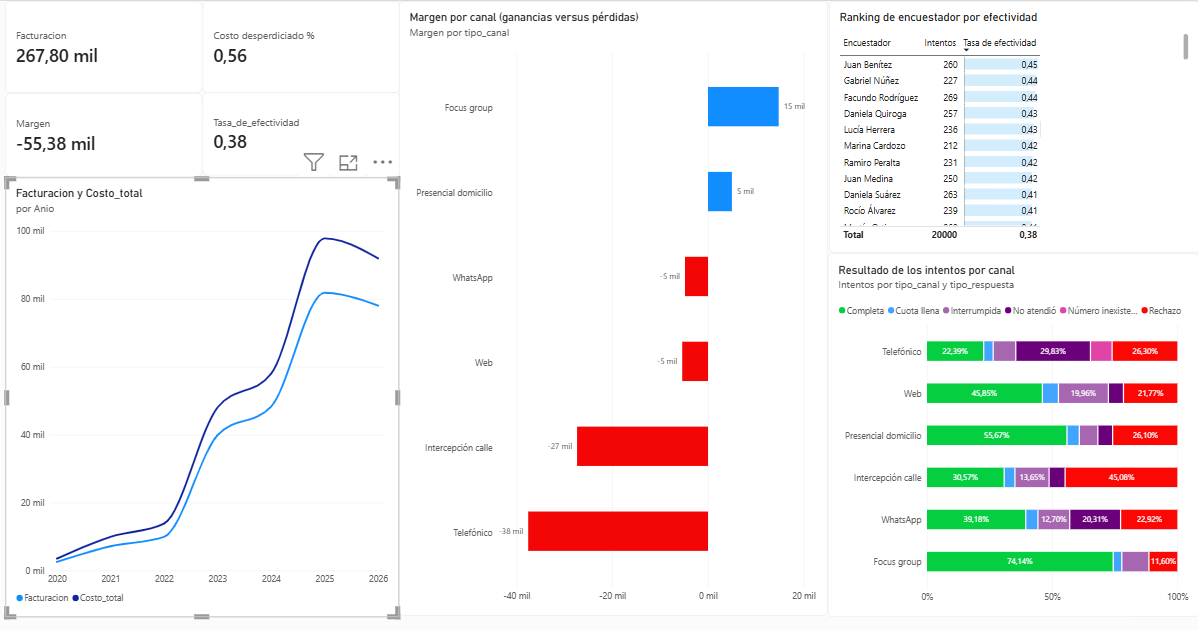 Facturacion
267,80 mil
Costo desperdiciado %
0,56
Margen
-55,38 mil
Tasa_de_efectividad
0,38
Facturacion y Costo_total
por Anio
100 mil
80 mil
60 mil
40 mil
20 mil
0 mil
2020 2021 2022 2023 2024 2025 2026
Facturacion Costo_total
Margen por canal (ganancias versus pérdidas)
Margen por tipo_canal
Focus group 15 mil
Presencial domicilio 5 mil
WhatsApp -5 mil
Web -5 mil
Intercepción calle -27 mil
Telefónico -38 mil
-40 mil -20 mil 0 mil 20 mil
Ranking de encuestador por efectividad
Encuestador Intentos Tasa de efectividad
Juan Benítez 260 0,45
Gabriel Núñez 227 0,44
Facundo Rodríguez 269 0,44
Daniela Quiroga 257 0,43
Lucía Herrera 236 0,43
Marina Cardozo 212 0,42
Ramiro Peralta 231 0,42
Juan Medina 250 0,42
Daniela Suárez 263 0,41
Rocío Álvarez 239 0,41
Total 20000 0,38
Resultado de los intentos por canal
Intentos por tipo_canal y tipo_respuesta
Completa Cuota llena Interrumpida No atendió Número inexiste... Rechazo
Telefónico 22,39% 29,83% 26,30%
Web 45,85% 19,96% 21,77%
Presencial domicilio 55,67% 26,10%
Intercepción calle 30,57% 13,65% 45,08%
WhatsApp 39,18% 12,70% 20,31% 22,92%
Focus group 74,14% 11,60%
0% 50% 100%